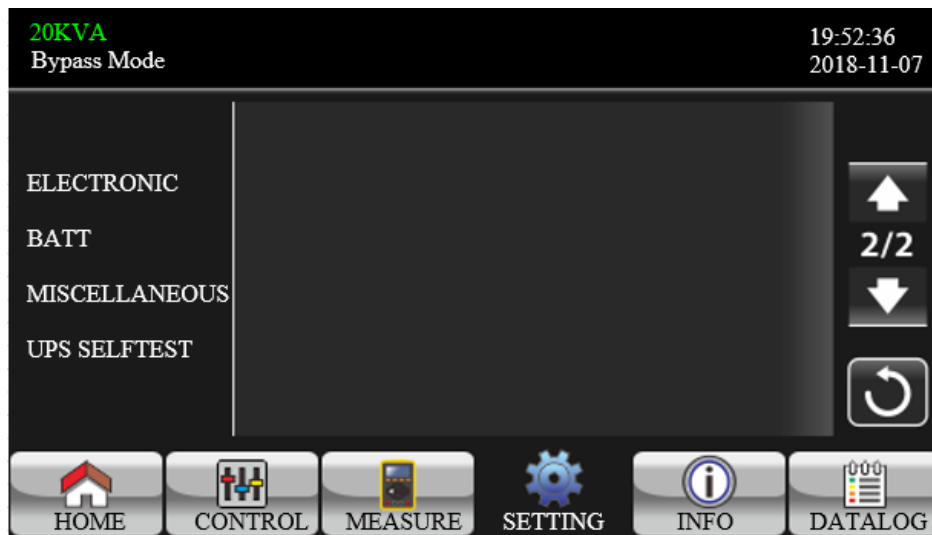 20KVA
Bypass Mode
19:52:36
2018-11-07
ELECTRONIC
BATT
MISCELLANEOUS
UPS SELFTEST
2/2
HOME
CONTROL
MEASURE
SETTING
INFO
DATALOG